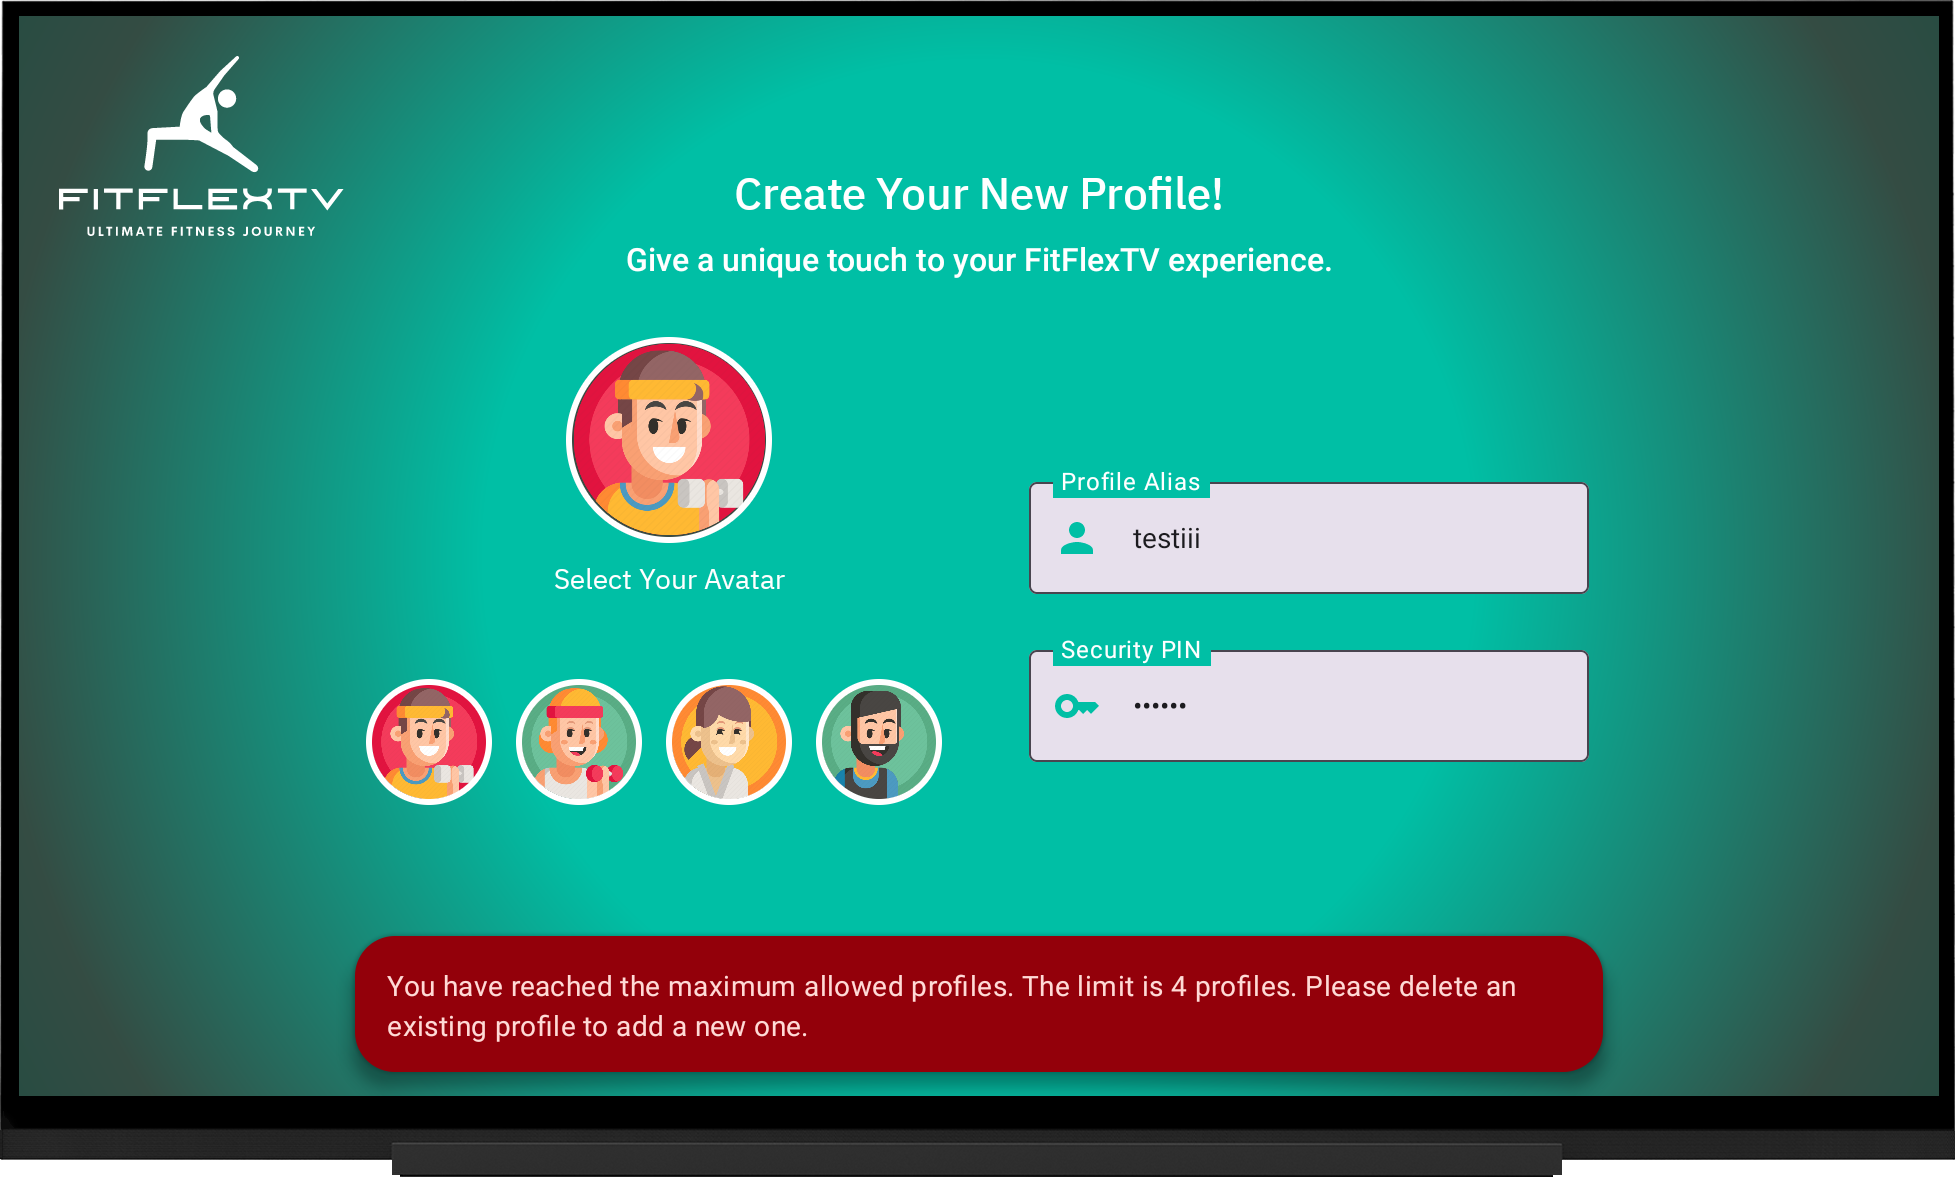 FITFLEXTV
ULTIMATE FITNESS JOURNEY
Create Your New Profile!
Give a unique touch to your FitFlexTV experience.
Select Your Avatar
Profile Alias
testiii
Security PIN
••••••
You have reached the maximum allowed profiles. The limit is 4 profiles. Please delete an
existing profile to add a new one.